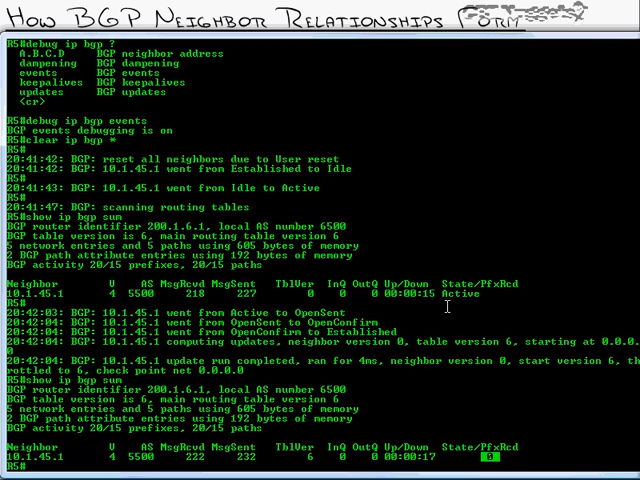 How BGP Neighbor Relationships Form
R5#debug ip bgp ?
A.B.C.D BGP neighbor address
dampening BGP dampening
events BGP events
keepalives BGP keepalives
updates BGP updates
<cr>
R5#debug ip bgp events
BGP events debugging is on
R5#clear ip bgp *
R5#
20:41:42: BGP: reset all neighbors due to User reset
20:41:42: BGP: 10.1.45.1 went from Established to Idle
R5#
20:41:43: BGP: 10.1.45.1 went from Idle to Active
R5#
20:41:47: BGP: scanning routing tables
R5#show ip bgp sum
BGP router identifier 200.1.6.1, local AS number 6500
BGP table version is 6, main routing table version 6
5 network entries and 5 paths using 605 bytes of memory
2 BGP path attribute entries using 192 bytes of memory
BGP activity 20/15 prefixes, 20/15 paths
Neighbor V AS MsgRcvd MsgSent TblVer InQ OutQ Up/Down State/PfxRcd
10.1.45.1 4 5500 218 227 0 0 0 00:00:15 Active
R5#
20:42:03: BGP: 10.1.45.1 went from Active to OpenSent
20:42:04: BGP: 10.1.45.1 went from OpenSent to OpenConfirm
20:42:04: BGP: 10.1.45.1 went from OpenConfirm to Established
20:42:04: BGP: 10.1.45.1 computing updates, neighbor version 0, table version 6, starting at 0.0.0.
0
20:42:04: BGP: 10.1.45.1 update run completed, ran for 4ms, neighbor version 0, start version 6, th
rottled to 6, check point net 0.0.0.0
R5#show ip bgp sum
BGP router identifier 200.1.6.1, local AS number 6500
BGP table version is 6, main routing table version 6
5 network entries and 5 paths using 605 bytes of memory
2 BGP path attribute entries using 192 bytes of memory
BGP activity 20/15 prefixes, 20/15 paths
Neighbor V AS MsgRcvd MsgSent TblVer InQ OutQ Up/Down State/PfxRcd
10.1.45.1 4 5500 222 232 6 0 0 00:00:17 0
R5#